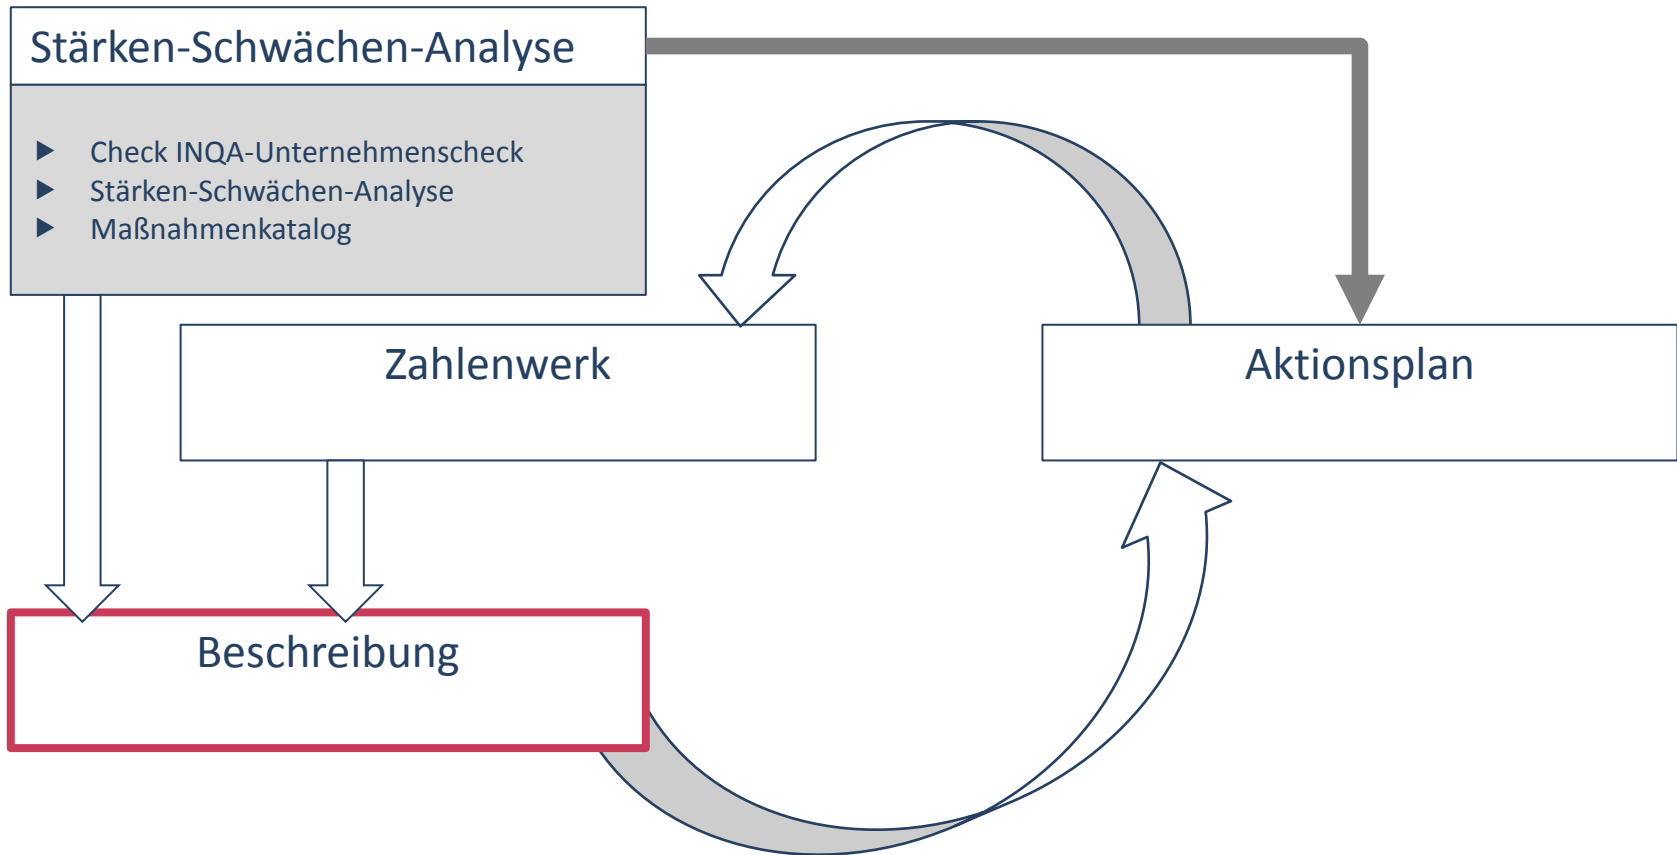 Stärken-Schwächen-Analyse
▶ Check INQA-Unternehmenscheck
▶ Stärken-Schwächen-Analyse
▶ Maßnahmenkatalog
Zahlenwerk
Aktionsplan
Beschreibung